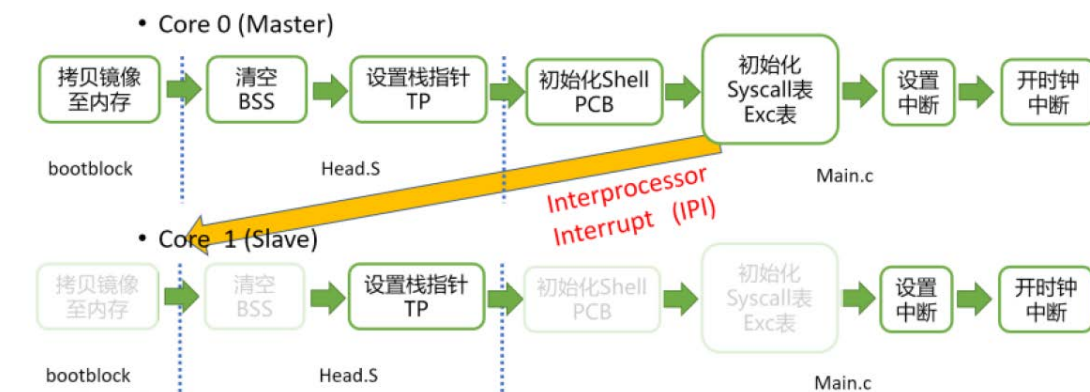 • Core 0 (Master)
拷贝镜像
至内存
清空
BSS
设置栈指针
TP
初始化Shell
PCB
初始化
Syscall表
Exc表
设置
中断
开时钟
中断
bootblock
Head.S
Main.c
Interprocessor
Interrupt (IPI)
• Core 1 (Slave)
拷贝镜像
至内存
清空
BSS
设置栈指针
TP
初始化Shell
PCB
初始化
Syscall表
Exc表
设置
中断
开时钟
中断
bootblock
Head.S
Main.c